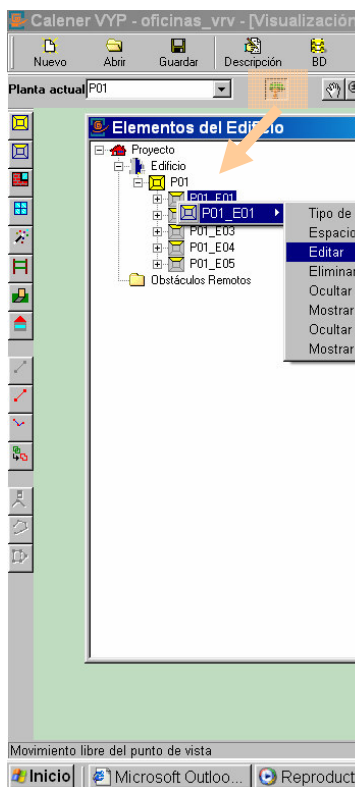 Calener VYP - oficinas_vrv - [Visualización
Nuevo Abrir Guardar Descripción BD
Planta actual P01
Elementos del Edificio
Proyecto
Edificio
P01
P01_E01
P01_E01
Tipo de
Espacio
P01_E03
Editar
P01_E04
Eliminar
P01_E05
Ocultar
Obstáculos Remotos
Mostrar
Ocultar
Mostrar
Movimiento libre del punto de vista
Inicio Microsoft Outloo... Reproduct